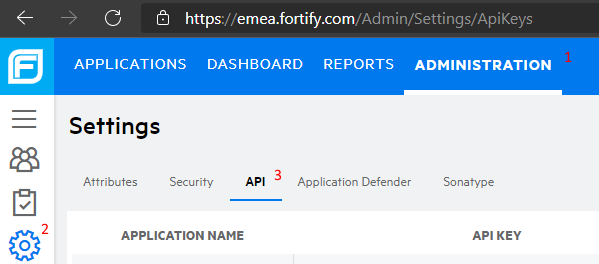 https://emea.fortify.com/Admin/Settings/ApiKeys
F
APPLICATIONS DASHBOARD REPORTS ADMINISTRATION 1
Settings
Attributes Security API 3 Application Defender Sonatype
2
APPLICATION NAME API KEY